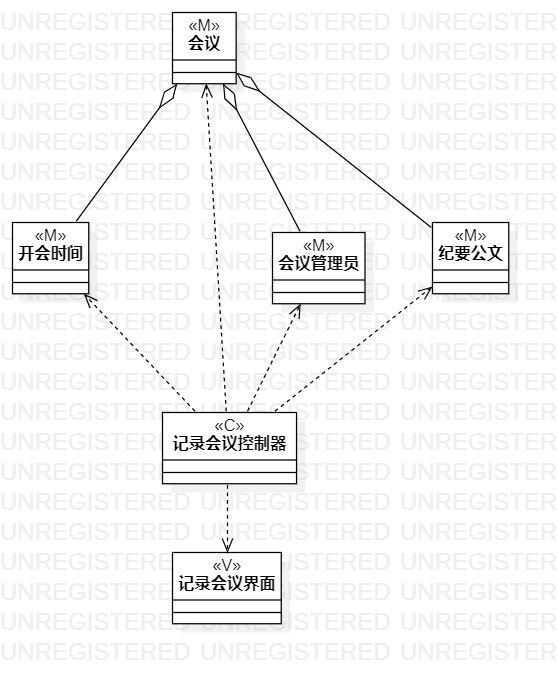 «M»
会议
«M»
开会时间
«M»
会议管理员
«M»
纪要公文
«C»
记录会议控制器
«V»
记录会议界面
UNREGISTERED UNREGISTERED UNREGISTERED